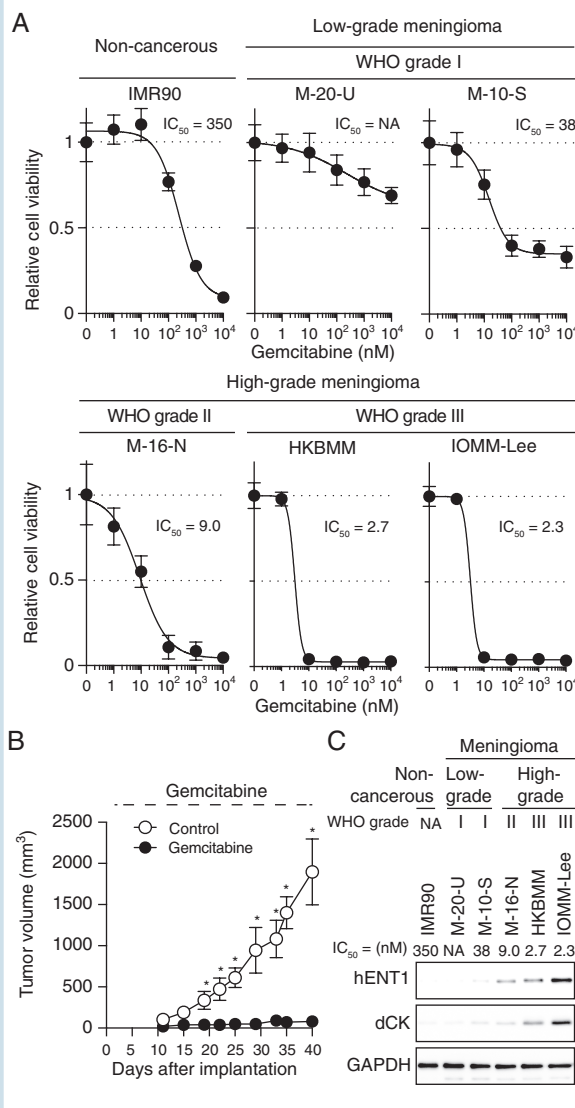 A
Non-cancerous
Low-grade meningioma
WHO grade I
IMR90
M-20-U
M-10-S
IC50 = 350
IC50 = NA
IC50 = 38
Relative cell viability
1
0.5
0
0 1 10 10² 10³ 10⁴
0 1 10 10² 10³ 10⁴
0 1 10 10² 10³ 10⁴
Gemcitabine (nM)
High-grade meningioma
WHO grade II
WHO grade III
M-16-N
HKBMM
IOMM-Lee
IC50 = 9.0
IC50 = 2.7
IC50 = 2.3
Relative cell viability
1
0.5
0
0 1 10 10² 10³ 10⁴
0 1 10 10² 10³ 10⁴
0 1 10 10² 10³ 10⁴
Gemcitabine (nM)
B
Gemcitabine
Control
Gemcitabine
Tumor volume (mm³)
2500
2000
1500
1000
500
0
* * * * * * *
0 5 10 15 20 25 30 35 40
Days after implantation
C
Meningioma
Non-cancerous
Low-grade
High-grade
WHO grade NA I I II III III
IMR90
M-20-U
M-10-S
M-16-N
HKBMM
IOMM-Lee
IC50 = (nM) 350 NA 38 9.0 2.7 2.3
hENT1
dCK
GAPDH